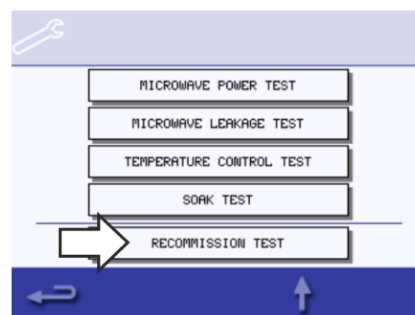 MICROWAVE POWER TEST
MICROWAVE LEAKAGE TEST
TEMPERATURE CONTROL TEST
SOAK TEST
RECOMMISSION TEST